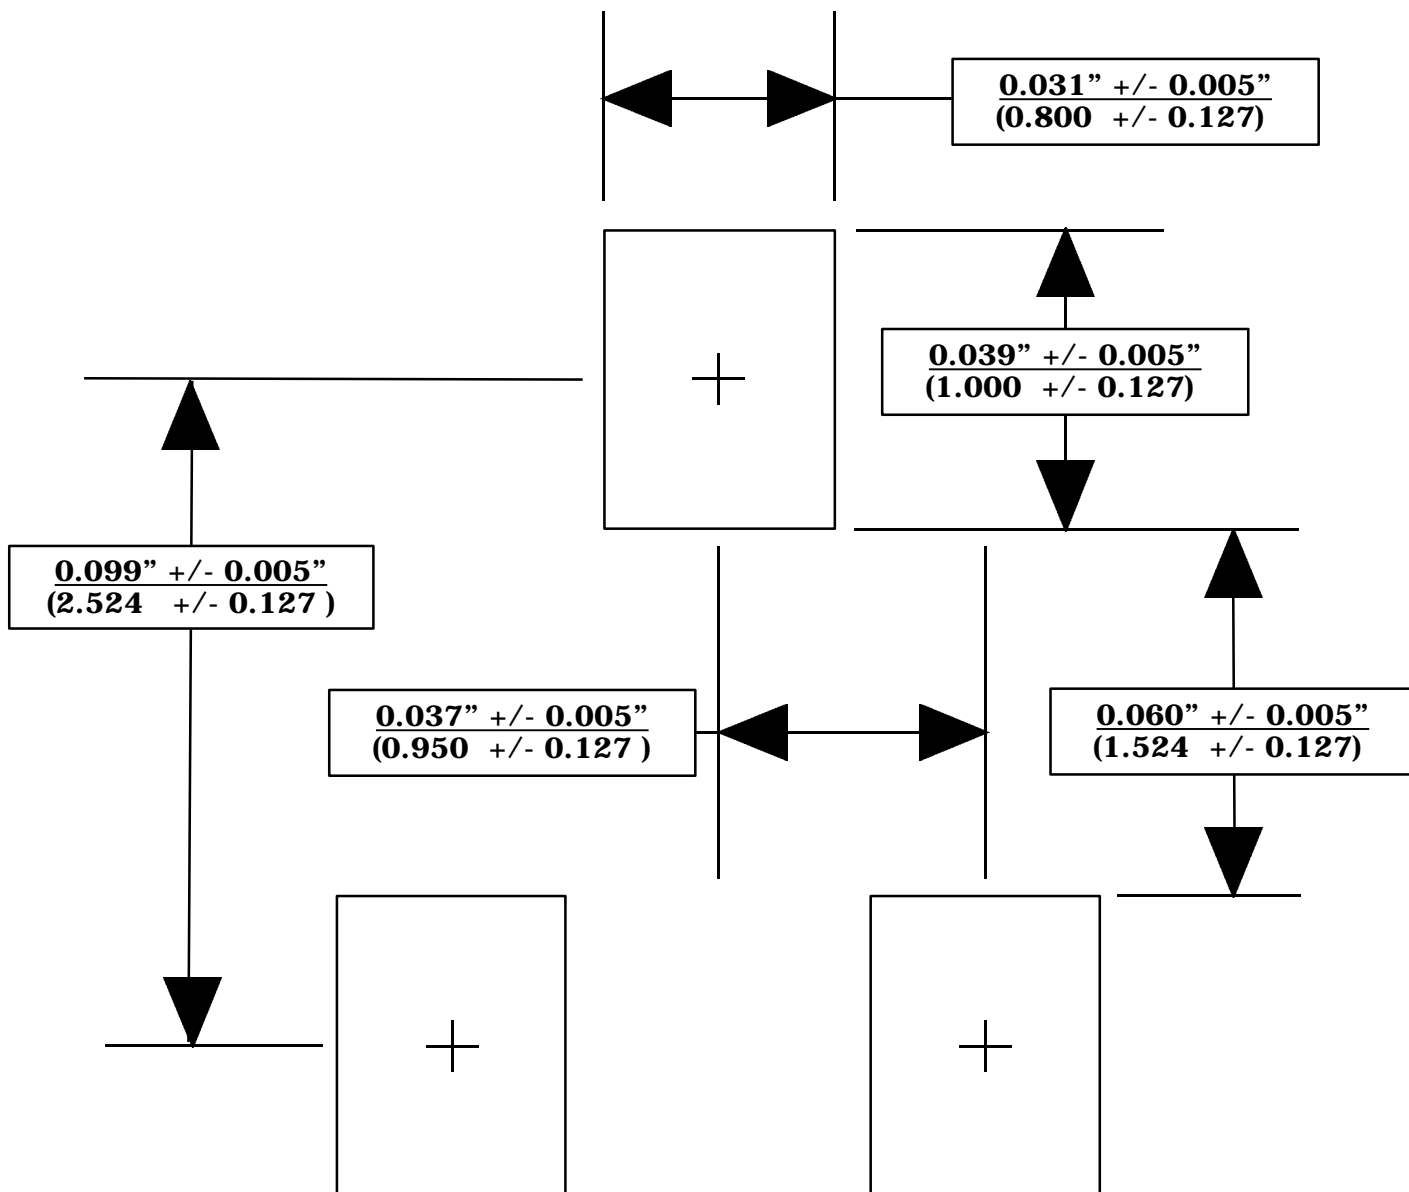 0.031” +/- 0.005”
(0.800 +/- 0.127)
0.039” +/- 0.005”
(1.000 +/- 0.127)
0.099” +/- 0.005”
(2.524 +/- 0.127 )
0.037” +/- 0.005”
(0.950 +/- 0.127 )
0.060” +/- 0.005”
(1.524 +/- 0.127)